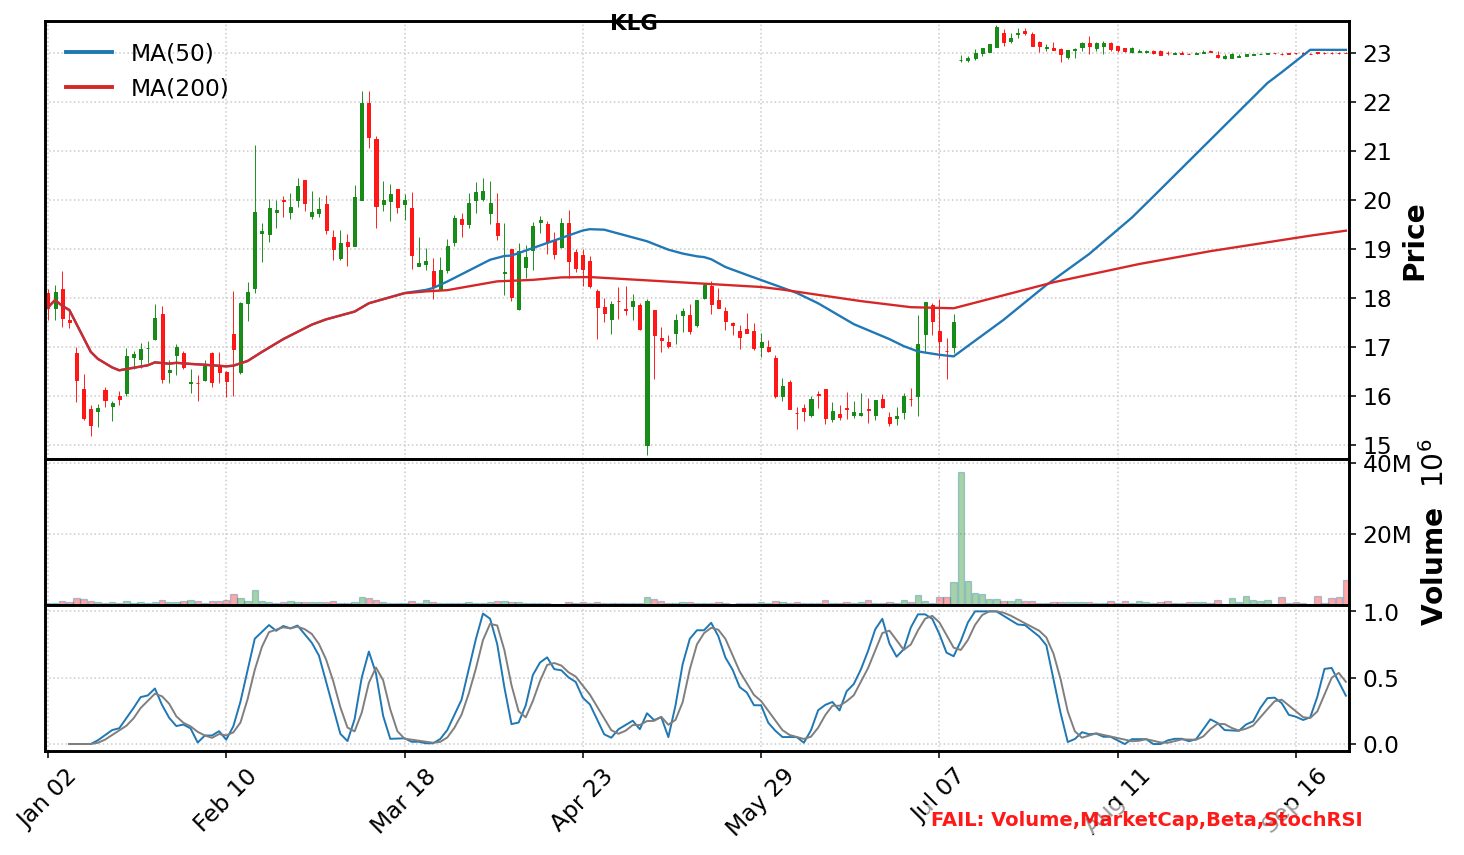 KLG
MA(50)
MA(200)
23
22
21
20
19
18
17
16
15
Price
40M
20M
Volume 10^6
1.0
0.5
0.0
Jan 02
Feb 10
Mar 18
Apr 23
May 29
Jul 07
Aug 11
Sep 16
FAIL: Volume,MarketCap,Beta,StochRSI